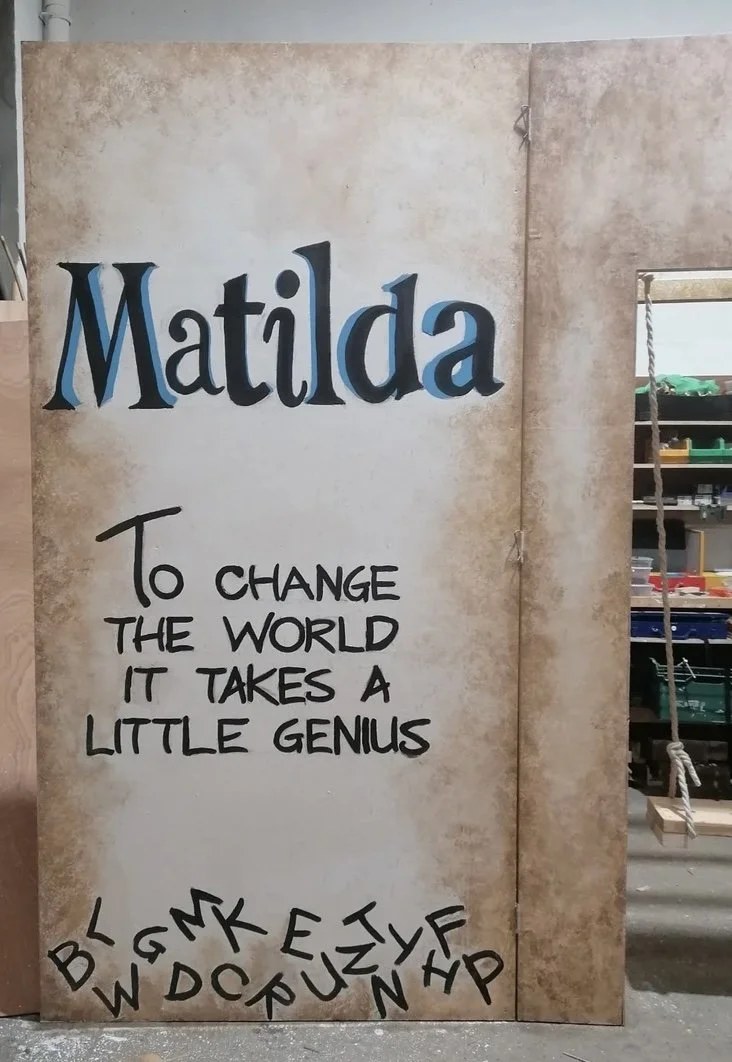 Matilda
TO CHANGE
THE WORLD
IT TAKES A
LITTLE GENIUS
L G M K E T Y F
B W D C R U Z N H P